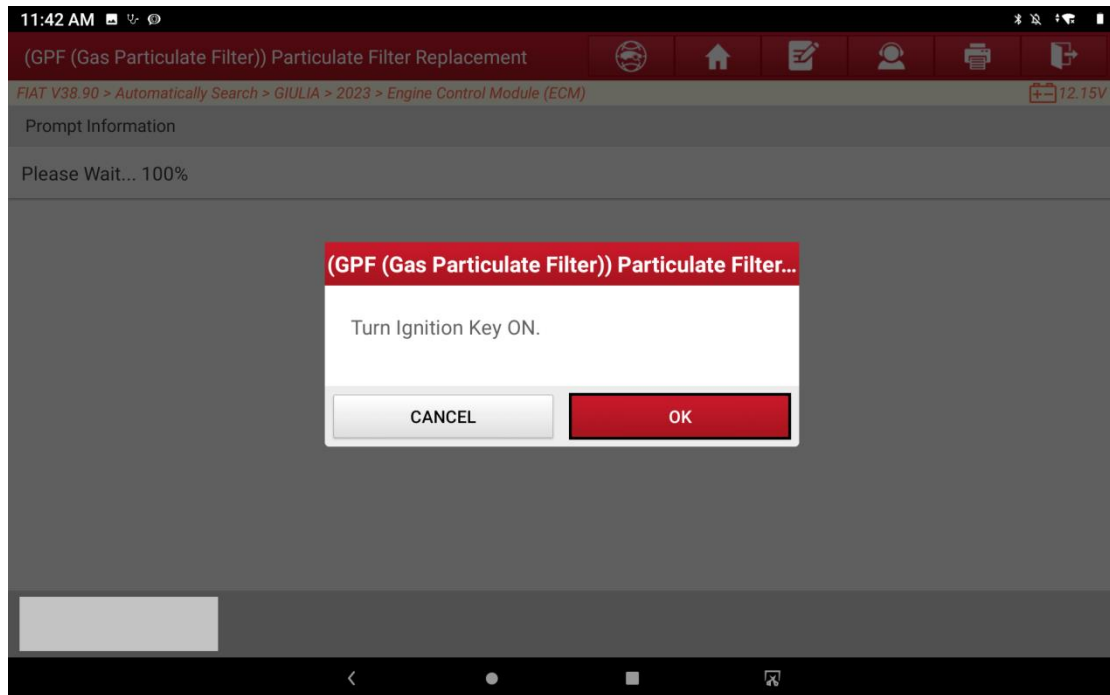 11:42 AM
(GPF (Gas Particulate Filter)) Particulate Filter Replacement
FIAT V38.90 > Automatically Search > GIULIA > 2023 > Engine Control Module (ECM)
12.15V
Prompt Information
Please Wait... 100%
(GPF (Gas Particulate Filter)) Particulate Filter...
Turn Ignition Key ON.
CANCEL
OK